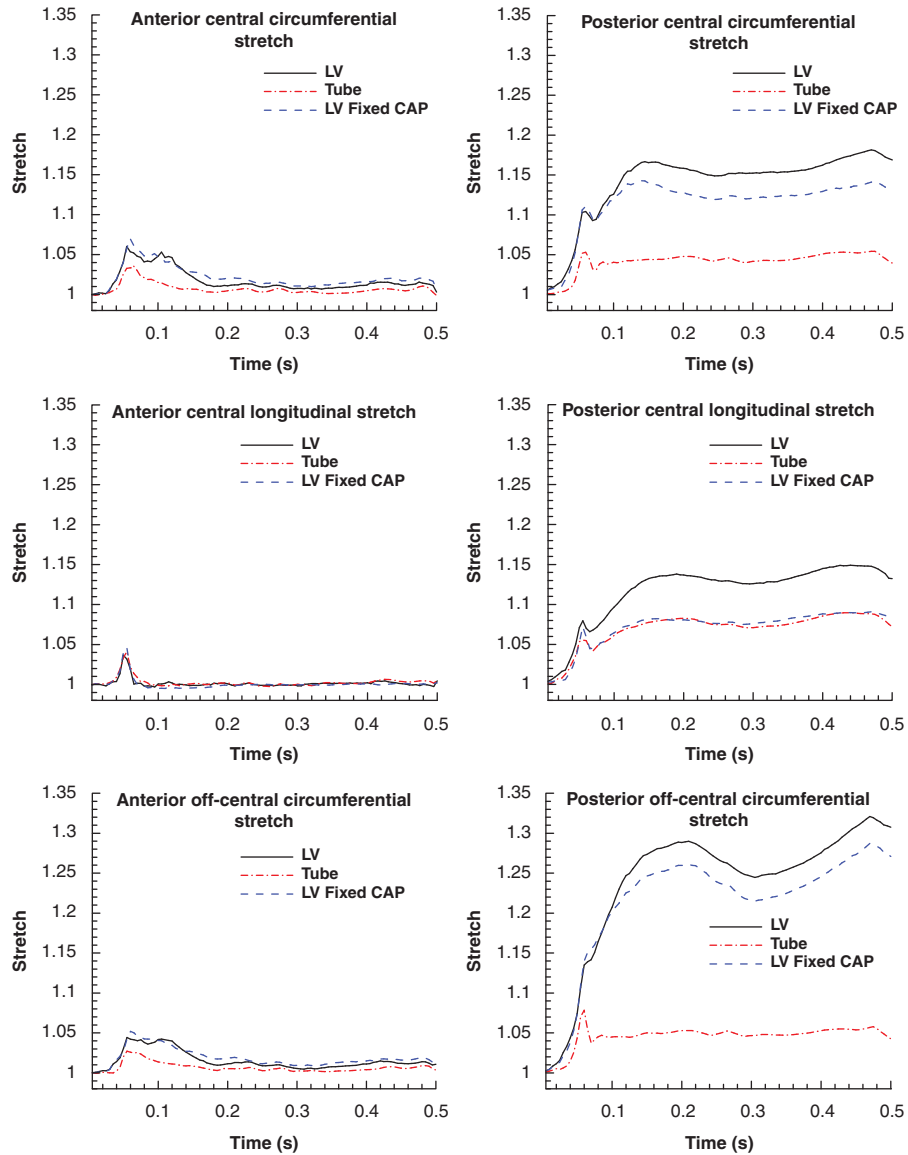 Anterior central circumferential
stretch
LV
Tube
LV Fixed CAP
Stretch
1.35
1.3
1.25
1.2
1.15
1.1
1.05
1
0.1 0.2 0.3 0.4 0.5
Time (s)
Posterior central circumferential
stretch
LV
Tube
LV Fixed CAP
Stretch
1.35
1.3
1.25
1.2
1.15
1.1
1.05
1
0.1 0.2 0.3 0.4 0.5
Time (s)
Anterior central longitudinal stretch
LV
Tube
LV Fixed CAP
Stretch
1.35
1.3
1.25
1.2
1.15
1.1
1.05
1
0.1 0.2 0.3 0.4 0.5
Time (s)
Posterior central longitudinal stretch
LV
Tube
LV Fixed CAP
Stretch
1.35
1.3
1.25
1.2
1.15
1.1
1.05
1
0.1 0.2 0.3 0.4 0.5
Time (s)
Anterior off-central circumferential
stretch
LV
Tube
LV Fixed CAP
Stretch
1.35
1.3
1.25
1.2
1.15
1.1
1.05
1
0.1 0.2 0.3 0.4 0.5
Time (s)
Posterior off-central circumferential
stretch
LV
Tube
LV Fixed CAP
Stretch
1.35
1.3
1.25
1.2
1.15
1.1
1.05
1
0.1 0.2 0.3 0.4 0.5
Time (s)